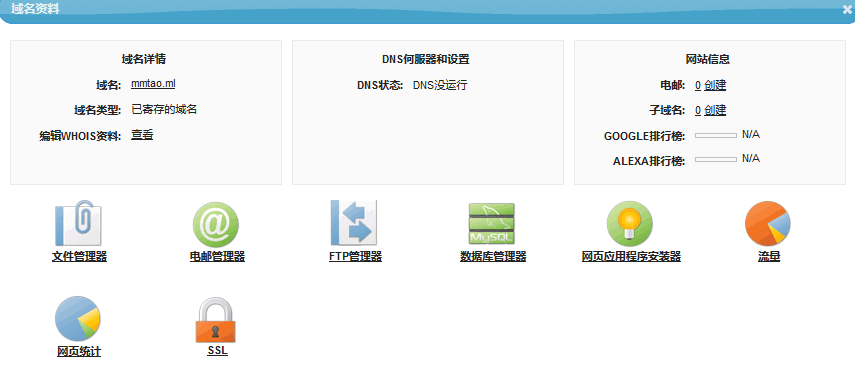 域名资料
域名详情
域名: mmtao.ml
域名类型: 已寄存的域名
编辑WHOIS资料: 查看
DNS伺服器和设置
DNS状态: DNS没运行
网站信息
电邮: 0 创建
子域名: 0 创建
GOOGLE排行榜: N/A
ALEXA排行榜: N/A
文件管理器 电邮管理器 FTP管理器 数据库管理器 网页应用程序安装器 流量
MySQL
网页统计 SSL